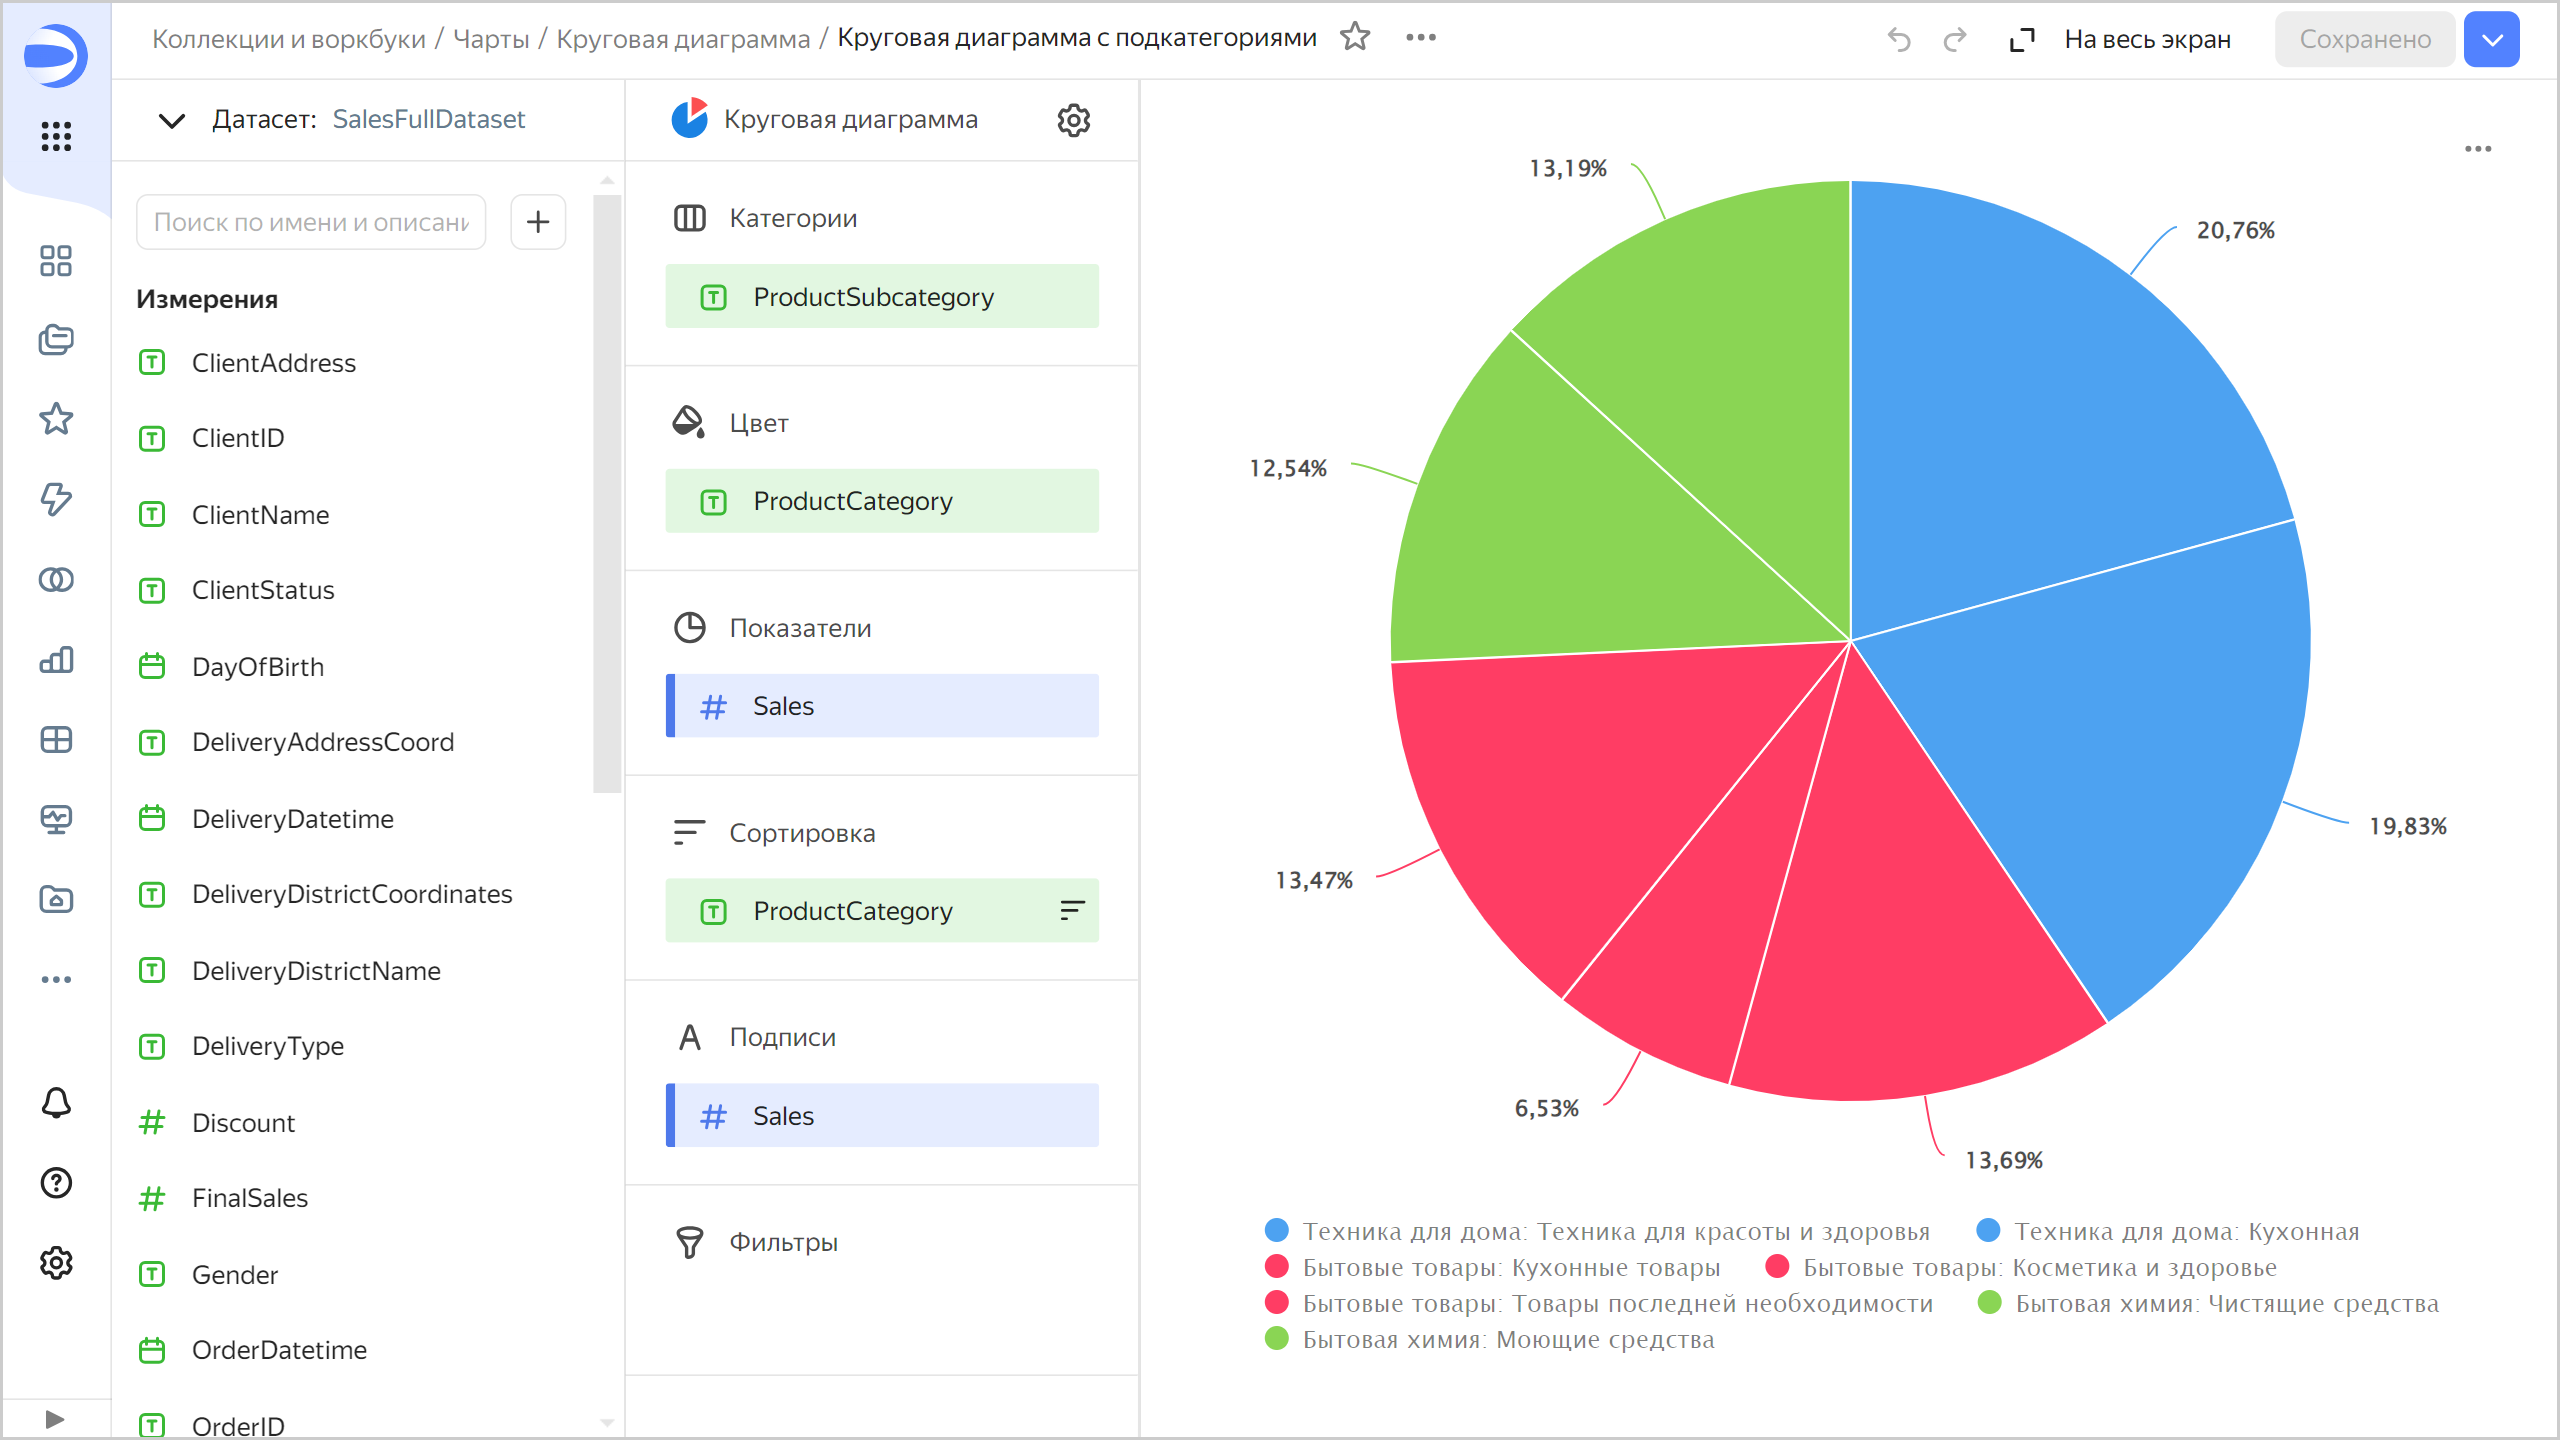 Коллекции и воркбуки / Чарты / Круговая диаграмма / Круговая диаграмма с подкатегориями
На весь экран
Сохранено
Датасет: SalesFullDataset
Поиск по имени и описани
Измерения
ClientAddress
ClientID
ClientName
ClientStatus
DayOfBirth
DeliveryAddressCoord
DeliveryDatetime
DeliveryDistrictCoordinates
DeliveryDistrictName
DeliveryType
Discount
FinalSales
Gender
OrderDatetime
OrderID
Круговая диаграмма
Категории
ProductSubcategory
Цвет
ProductCategory
Показатели
Sales
Сортировка
ProductCategory
Подписи
Sales
Фильтры
13,19%
20,76%
12,54%
19,83%
13,47%
6,53%
13,69%
Техника для дома: Техника для красоты и здоровья
Техника для дома: Кухонная
Бытовые товары: Кухонные товары
Бытовые товары: Косметика и здоровье
Бытовые товары: Товары последней необходимости
Бытовая химия: Чистящие средства
Бытовая химия: Моющие средства